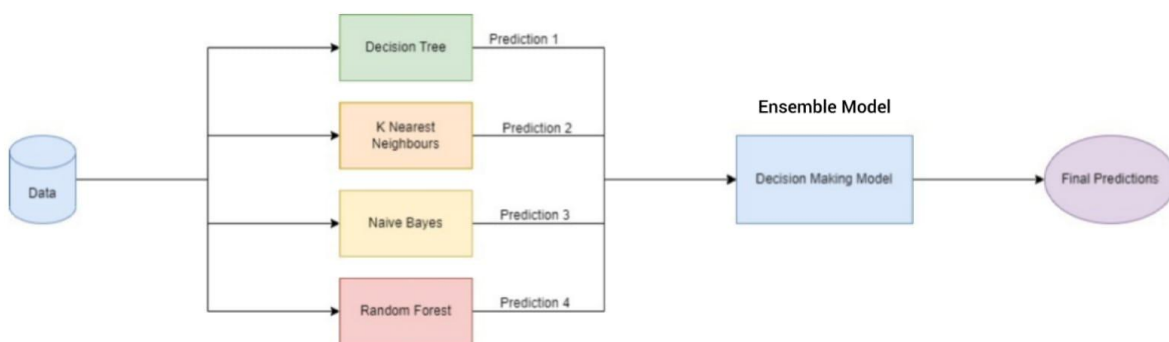 Decision Tree
Prediction 1
K Nearest
Neighbours
Prediction 2
Ensemble Model
Data
Decision Making Model
Final Predictions
Naive Bayes
Prediction 3
Random Forest
Prediction 4